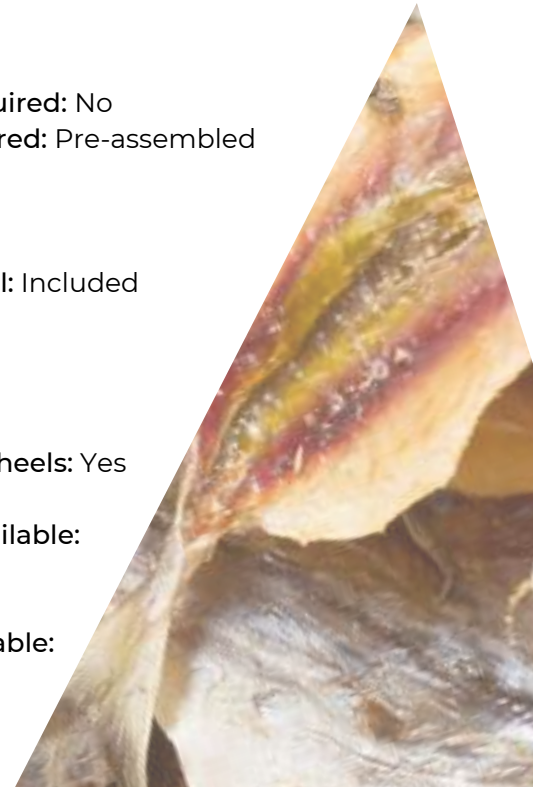 uired: No
red: Pre-assembled
l: Included
heels: Yes
ilable:
able: